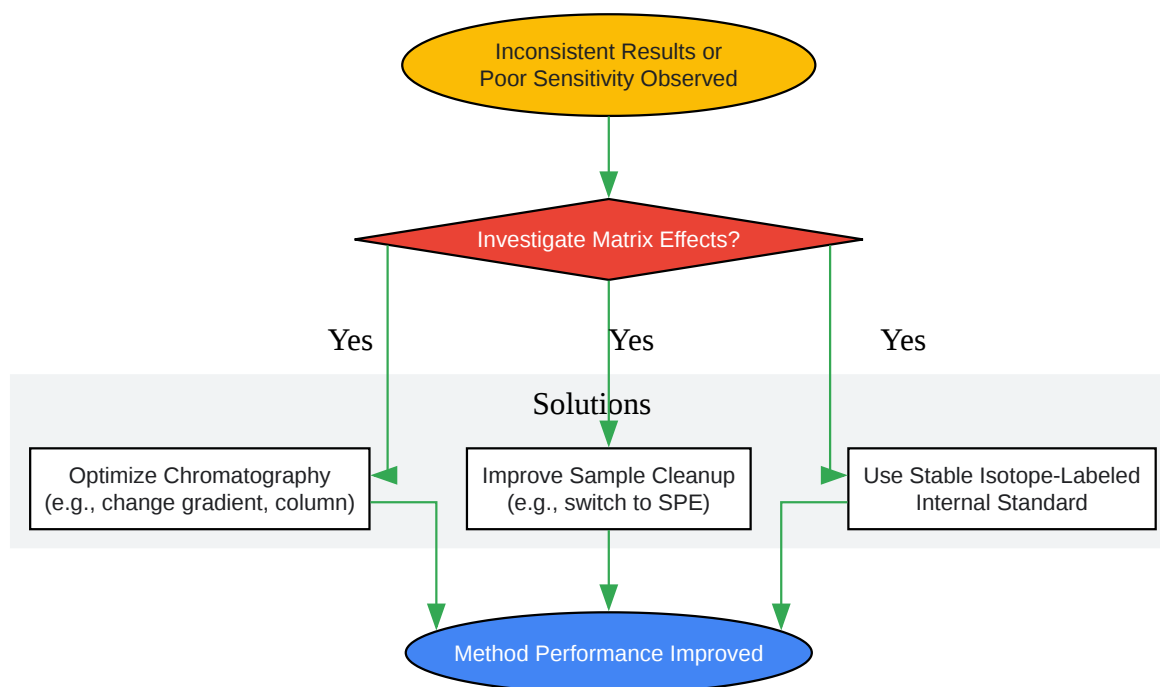 Inconsistent Results or
Poor Sensitivity Observed
Investigate Matrix Effects?
Yes
Yes
Yes
Solutions
Optimize Chromatography
(e.g., change gradient, column)
Improve Sample Cleanup
(e.g., switch to SPE)
Use Stable Isotope-Labeled
Internal Standard
Method Performance Improved